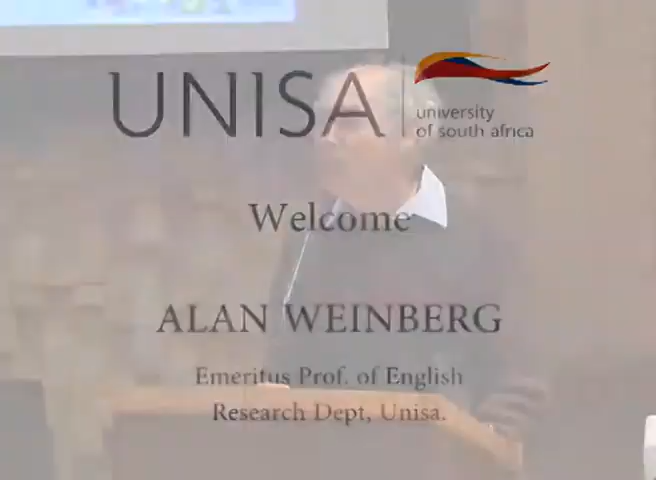 UNISA
university
of south africa
Welcome
ALAN WEINBERG
Emeritus Prof. of English
Research Dept, Unisa.